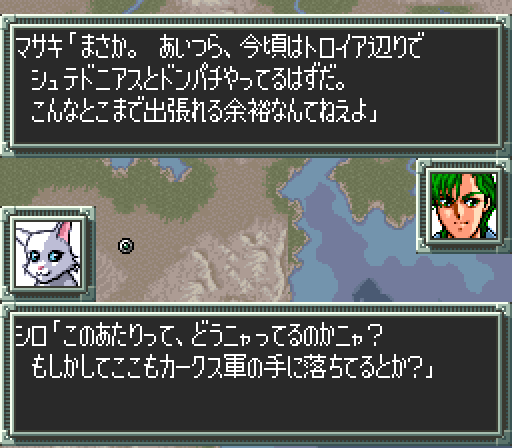 マサキ「まさか。 あいつら、今頃はトロイア辺りで
シュテドニアスとドンパチやってるはずだ。
こんなとこまで出張れる余裕なんてねえよ」
シロ「このあたりって、どうニャってるのかニャ?
もしかしてここもカークス軍の手に落ちてるとか?」